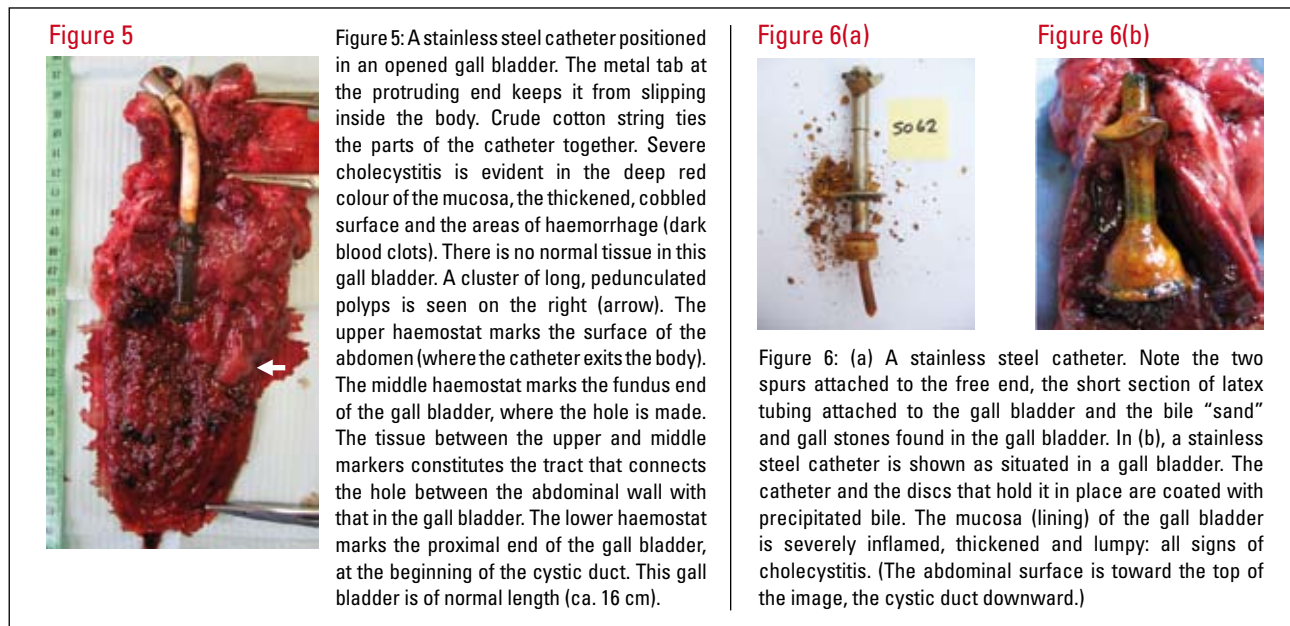 Figure 5
Figure 5: A stainless steel catheter positioned
in an opened gall bladder. The metal tab at
the protruding end keeps it from slipping
inside the body. Crude cotton string ties
the parts of the catheter together. Severe
cholecystitis is evident in the deep red
colour of the mucosa, the thickened, cobbled
surface and the areas of haemorrhage (dark
blood clots). There is no normal tissue in this
gall bladder. A cluster of long, pedunculated
polyps is seen on the right (arrow). The
upper haemostat marks the surface of the
abdomen (where the catheter exits the body).
The middle haemostat marks the fundus end
of the gall bladder, where the hole is made.
The tissue between the upper and middle
markers constitutes the tract that connects
the hole between the abdominal wall with
that in the gall bladder. The lower haemostat
marks the proximal end of the gall bladder,
at the beginning of the cystic duct. This gall
bladder is of normal length (ca. 16 cm).
Figure 6(a)
Figure 6(b)
5062
Figure 6: (a) A stainless steel catheter. Note the two
spurs attached to the free end, the short section of latex
tubing attached to the gall bladder and the bile “sand”
and gall stones found in the gall bladder. In (b), a stainless
steel catheter is shown as situated in a gall bladder. The
catheter and the discs that hold it in place are coated with
precipitated bile. The mucosa (lining) of the gall bladder
is severely inflamed, thickened and lumpy: all signs of
cholecystitis. (The abdominal surface is toward the top of
the image, the cystic duct downward.)